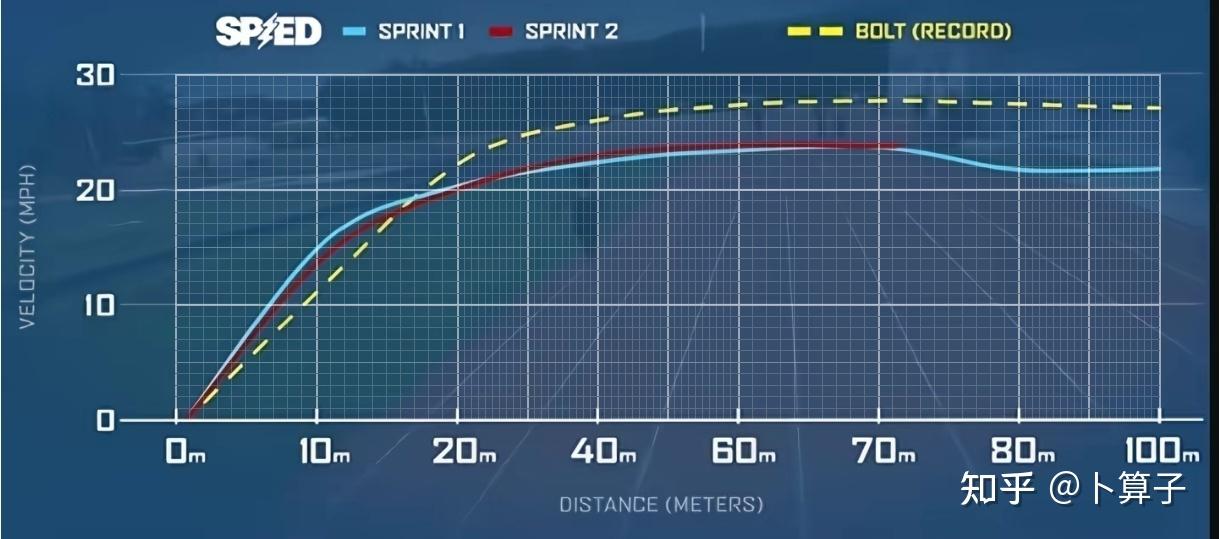 SPEED SPRINT 1 SPRINT 2 BOLT (RECORD)
30
20
10
0
VELOCITY (MPH)
0m 10m 20m 40m 60m 70m 80m 100m
DISTANCE (METERS)
知乎 @卜算子